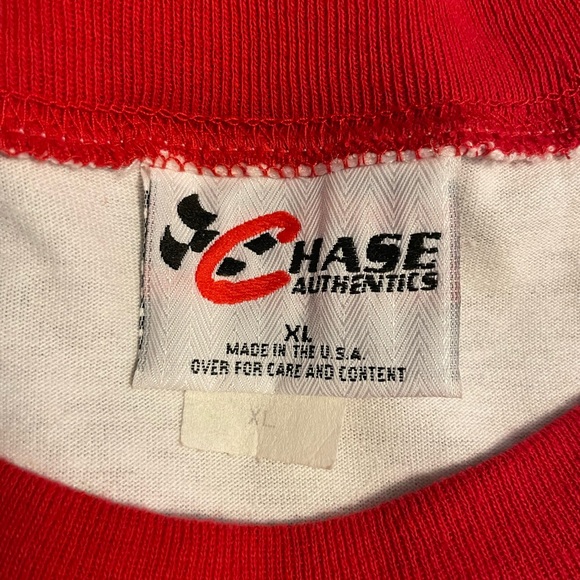 CHASE
AUTHENTICS
XL
MADE IN THE U.S.A.
OVER FOR CARE AND CONTENT
XL